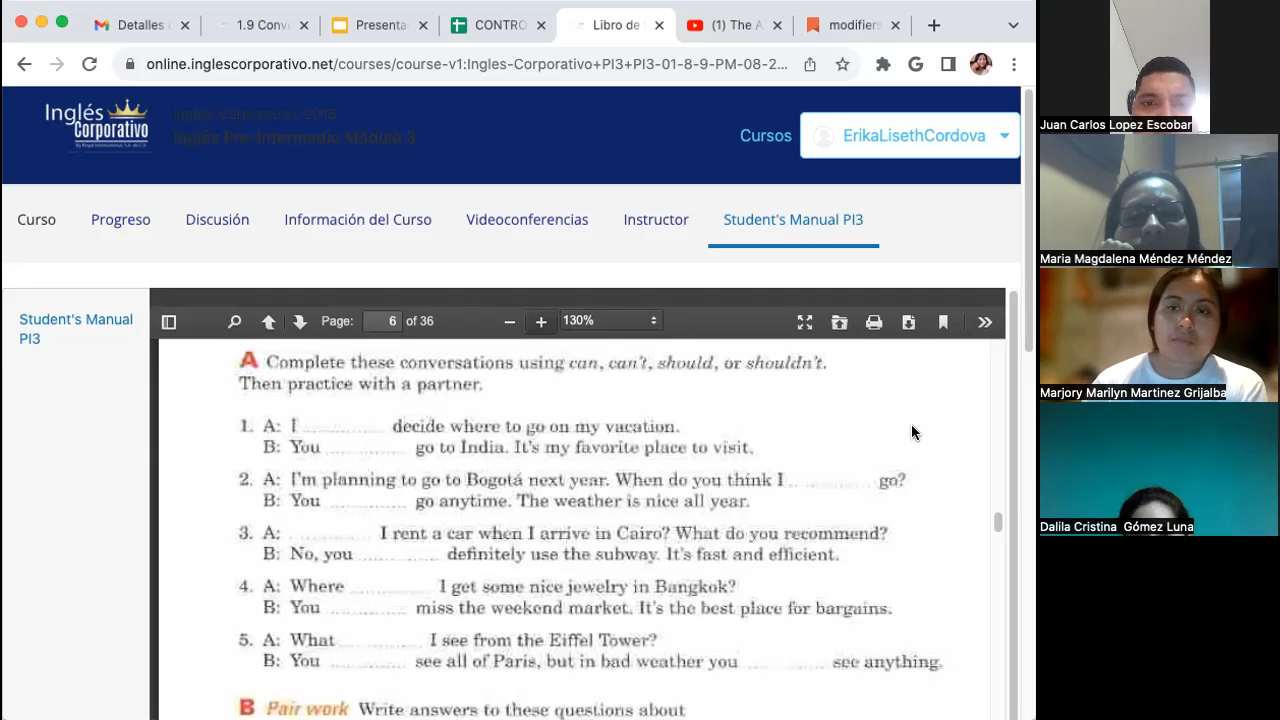 Detalles
1.9 Conv
Presenta
CONTRO
Libro de
(1) The A
modifiers
online.inglescorporativo.net/courses/course-v1:Ingles-Corporativo+PI3+PI3-01-8-9-PM-08-2...
Inglés
Corporativo
Inglés Corporativo: 2018
Inglés Pre-Intermedio Módulo 3
Cursos
ErikaLisethCordova
Curso
Progreso
Discusión
Información del Curso
Videoconferencias
Instructor
Student's Manual PI3
Student's Manual
PI3
Page: 6 of 36
130%
A Complete these conversations using can, can't, should, or shouldn't.
Then practice with a partner.
1. A: I ............ decide where to go on my vacation.
B: You ............ go to India. It's my favorite place to visit.
2. A: I'm planning to go to Bogotá next year. When do you think I ............ go?
B: You ............ go anytime. The weather is nice all year.
3. A: ............ I rent a car when I arrive in Cairo? What do you recommend?
B: No, you ............ definitely use the subway. It's fast and efficient.
4. A: Where ............ I get some nice jewelry in Bangkok?
B: You ............ miss the weekend market. It's the best place for bargains.
5. A: What ............ I see from the Eiffel Tower?
B: You ............ see all of Paris, but in bad weather you ............ see anything.
B Pair work Write answers to these questions about
Juan Carlos Lopez Escobar
Maria Magdalena Méndez Méndez
Marjory Marilyn Martinez Grijalba
Dalila Cristina Gómez Luna